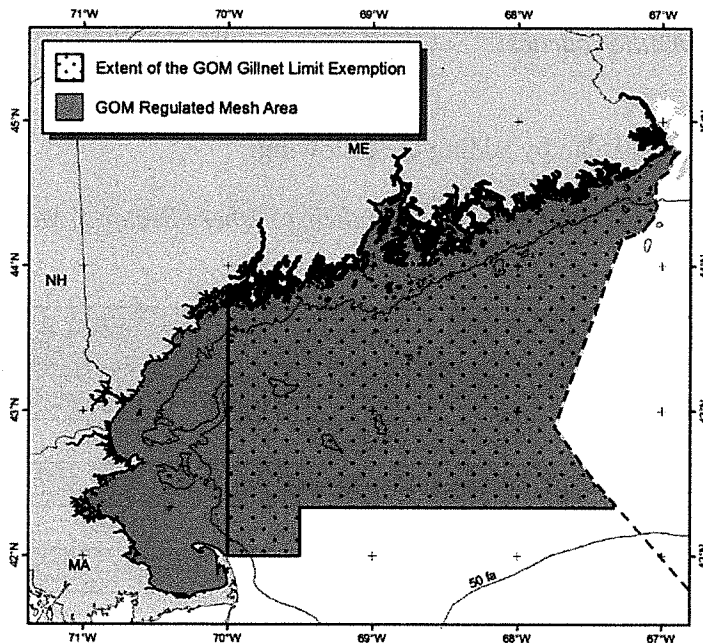 71°W 70°W 69°W 68°W 67°W
Extent of the GOM Gillnet Limit Exemption
GOM Regulated Mesh Area
45°N
ME
44°N
NH
43°N
42°N
MA
50 fa
71°W 70°W 69°W 68°W 67°W